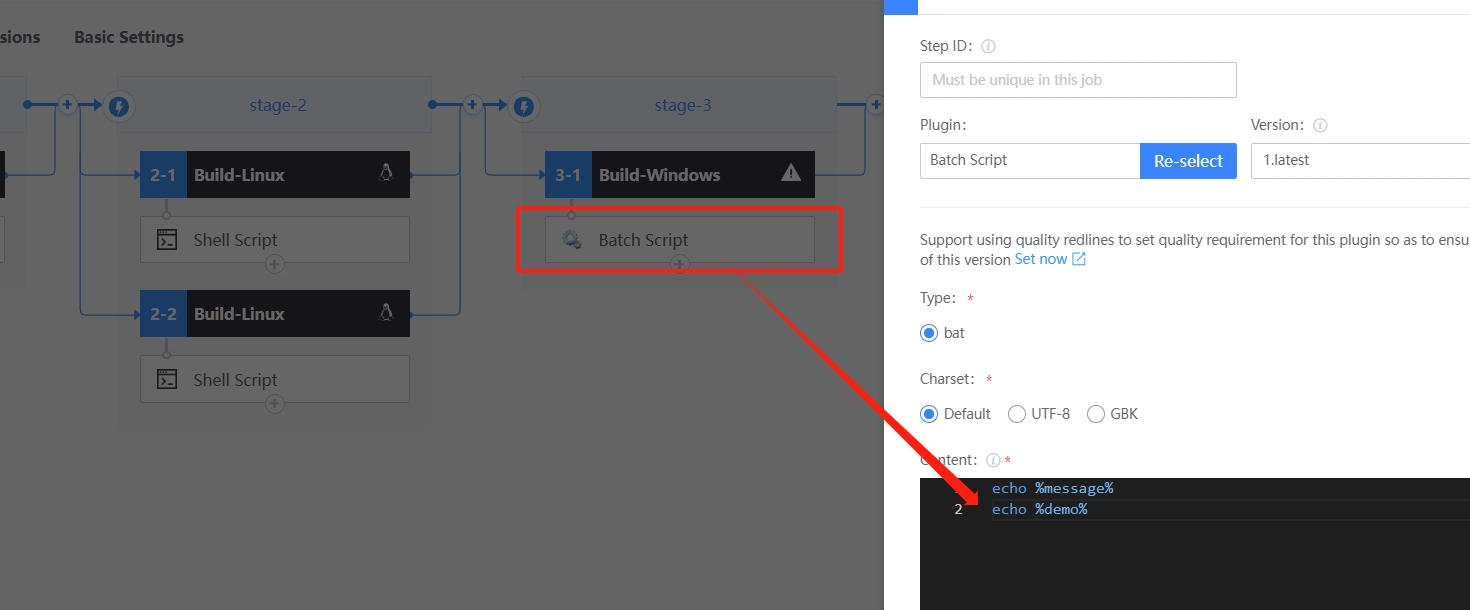 sions Basic Settings
stage-2
stage-3
2-1 Build-Linux
Shell Script
2-2 Build-Linux
Shell Script
3-1 Build-Windows
Batch Script
Step ID:
Must be unique in this job
Plugin:
Version:
Batch Script
Re-select
1.latest
Support using quality redlines to set quality requirement for this plugin so as to ensu
of this version Set now
Type: *
bat
Charset: *
Default UTF-8 GBK
ntent: *
echo %message%
2 echo %demo%